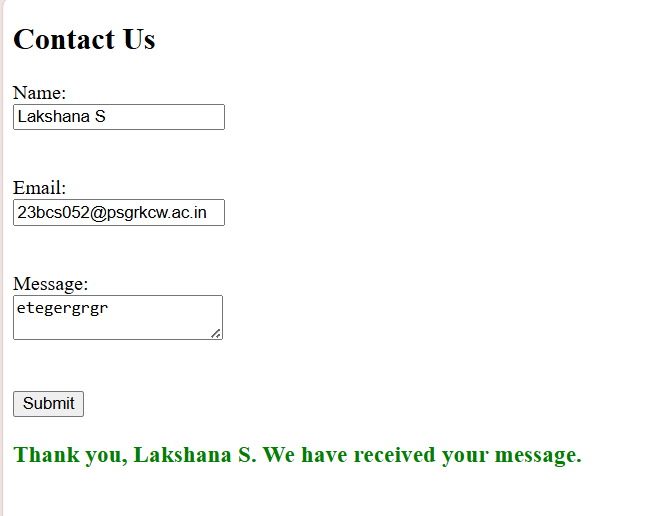 Contact Us
Name:
Lakshana S
Email:
23bcs052@psgrkcw.ac.in
Message:
etegergrgr
Submit
Thank you, Lakshana S. We have received your message.